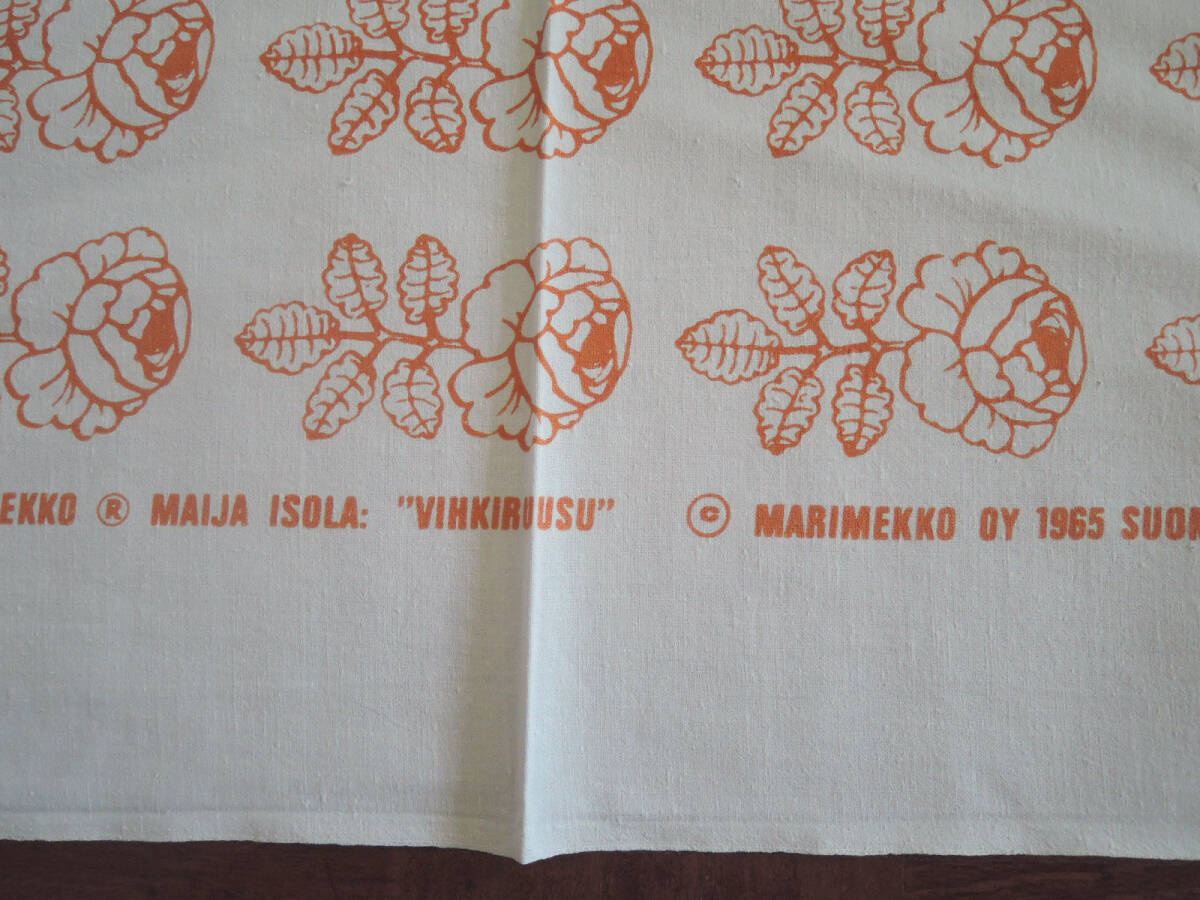 EKKO ® MAIJA ISOLA: ”VIHKIRUUSU” © MARIMEKKO OY 1965 SUOM